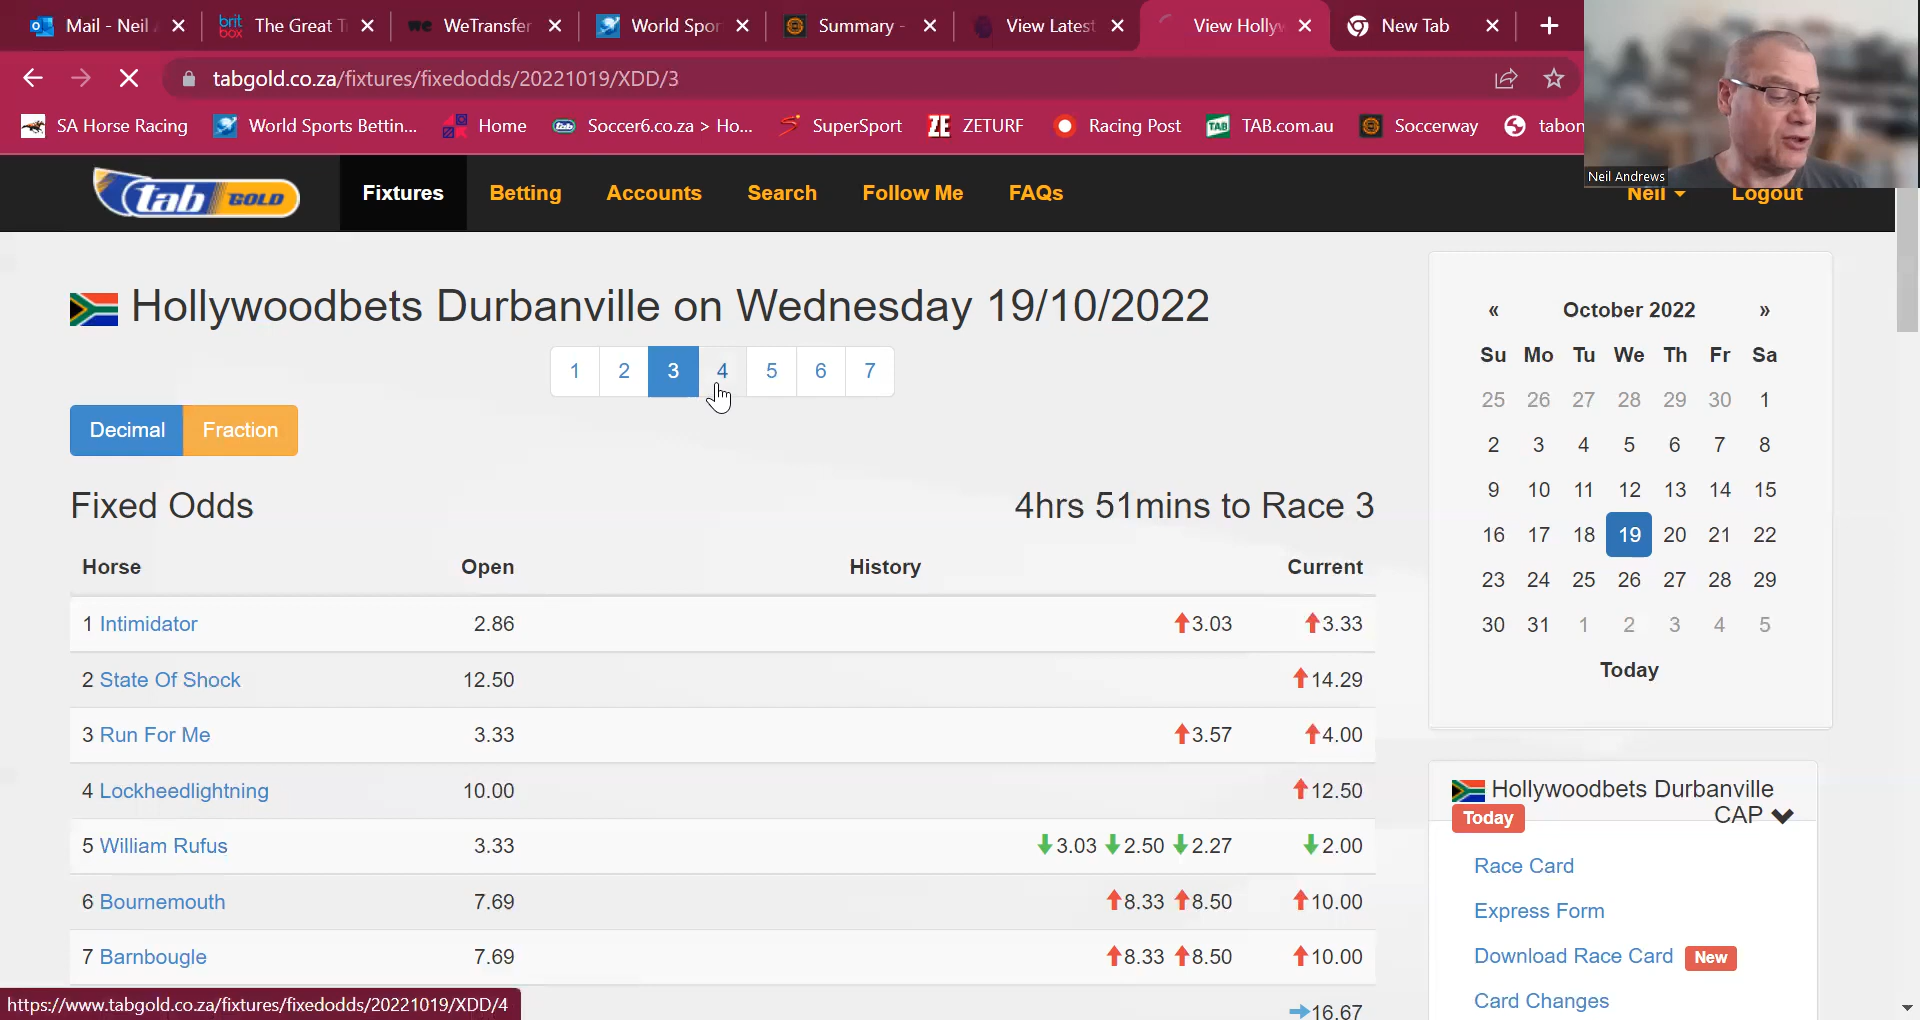 Mail - Neil
brit box The Great T
we WeTransfer
World Spor
Summary -
View Latest
View Holly
New Tab
tabgold.co.za/fixtures/fixedodds/20221019/XDD/3
SA Horse Racing
World Sports Bettin...
Home
Soccer6.co.za > Ho...
SuperSport
ZE ZETURF
Racing Post
TAB TAB.com.au
Soccerway
tabon
Neil Andrews
tab GOLD
Fixtures Betting Accounts Search Follow Me FAQs Neil Logout
Hollywoodbets Durbanville on Wednesday 19/10/2022
1 2 3 4 5 6 7
Decimal Fraction
Fixed Odds 4hrs 51mins to Race 3
Horse Open History Current
1 Intimidator 2.86 3.03 3.33
2 State Of Shock 12.50 14.29
3 Run For Me 3.33 3.57 4.00
4 Lockheedlightning 10.00 12.50
5 William Rufus 3.33 3.03 2.50 2.27 2.00
6 Bournemouth 7.69 8.33 8.50 10.00
7 Barnbougle 7.69 8.33 8.50 10.00
16.67
https://www.tabgold.co.za/fixtures/fixedodds/20221019/XDD/4
« October 2022 »
Su Mo Tu We Th Fr Sa
25 26 27 28 29 30 1
2 3 4 5 6 7 8
9 10 11 12 13 14 15
16 17 18 19 20 21 22
23 24 25 26 27 28 29
30 31 1 2 3 4 5
Today
Hollywoodbets Durbanville
Today CAP
Race Card
Express Form
Download Race Card New
Card Changes